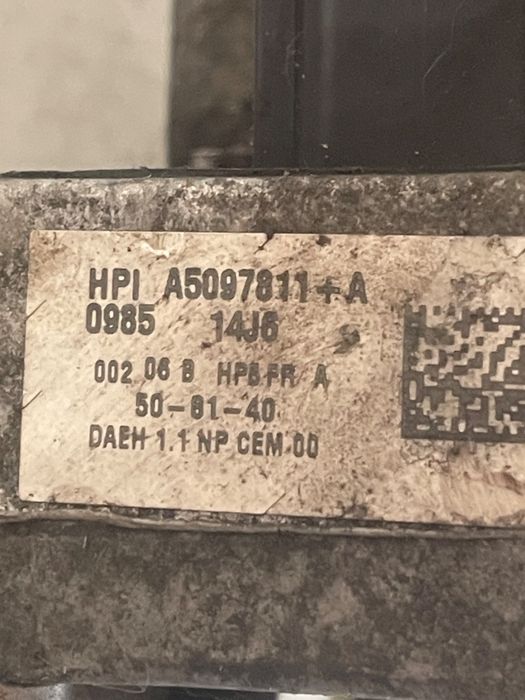 HPI A5097811+A
0985 14J6
002 06 B HPB FR A
50-81-40
DAEH 1.1 NP CEM 00